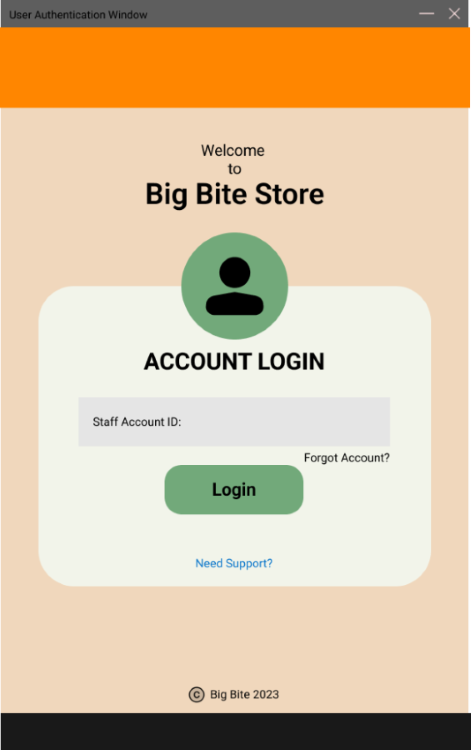 User Authentication Window
Welcome
to
Big Bite Store
ACCOUNT LOGIN
Staff Account ID:
Forgot Account?
Login
Need Support?
© Big Bite 2023